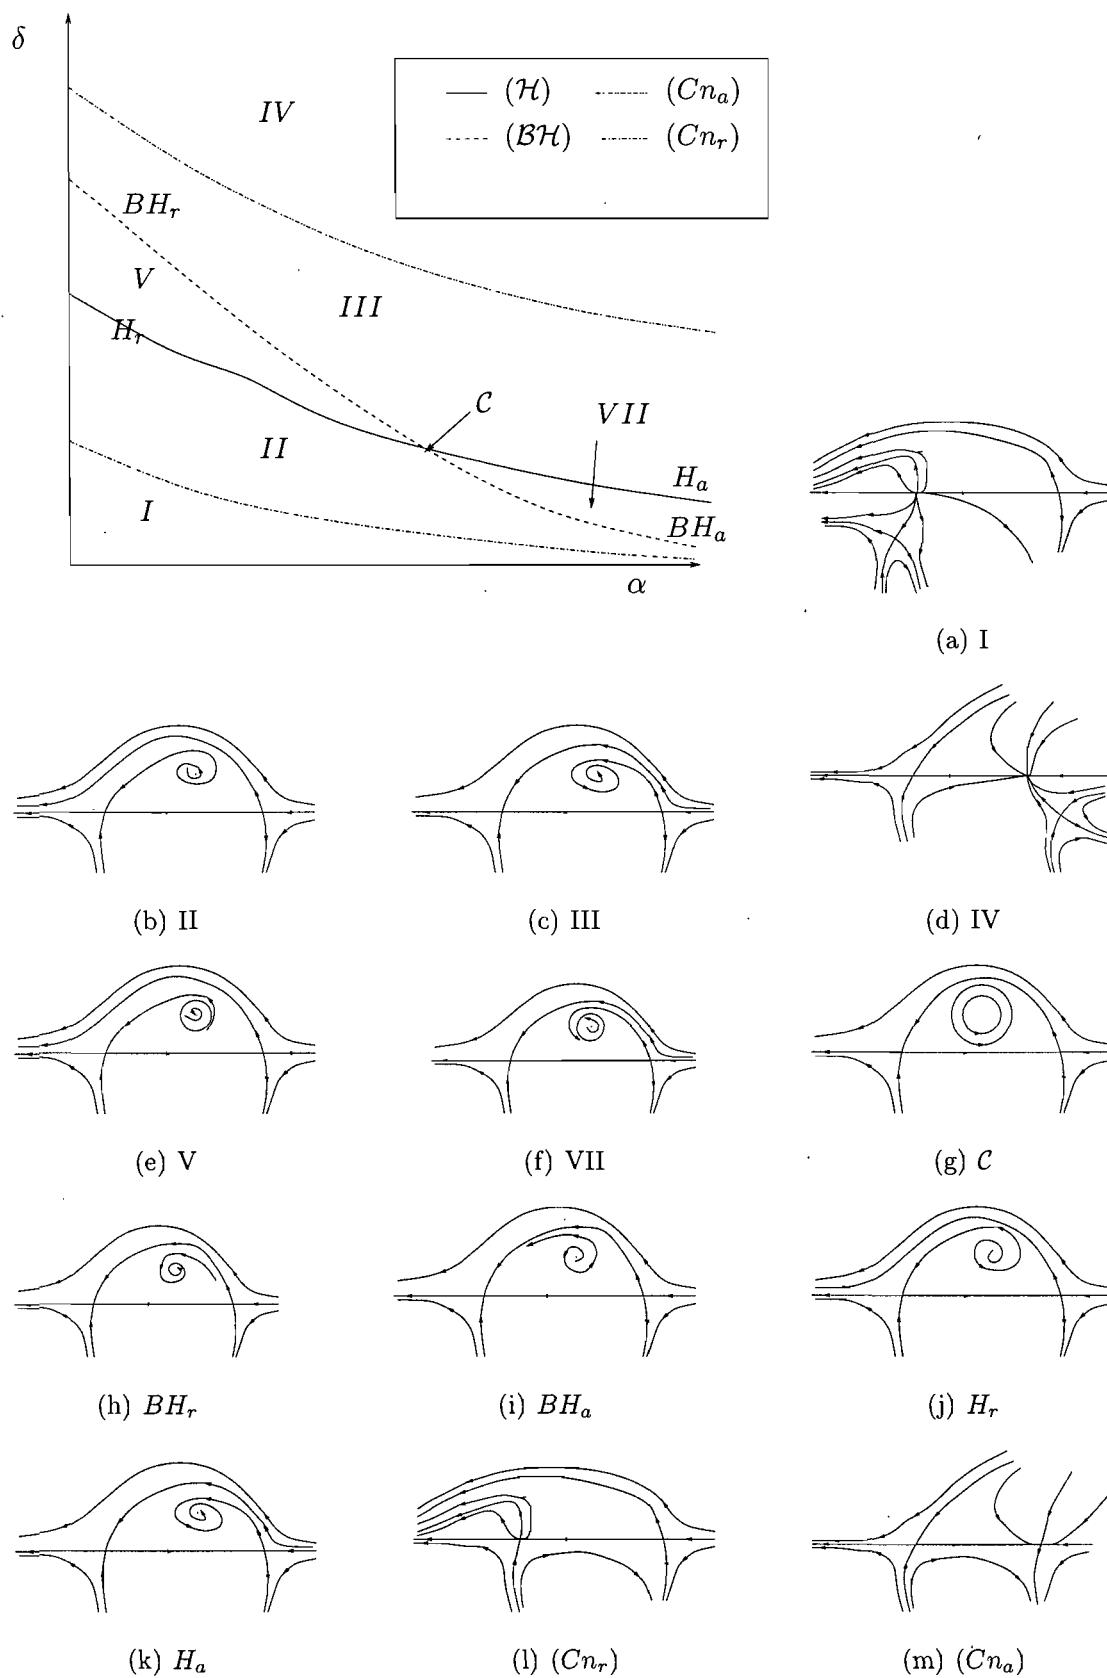 δ
(ℋ) (Cn_a)
(ℬℋ) (Cn_r)
IV
BH_r
V
III
H_r
C
VII
II
H_a
I
BH_a
α
(a) I
(b) II
(c) III
(d) IV
(e) V
(f) VII
(g) C
(h) BH_r
(i) BH_a
(j) H_r
(k) H_a
(l) (Cn_r)
(m) (Cn_a)